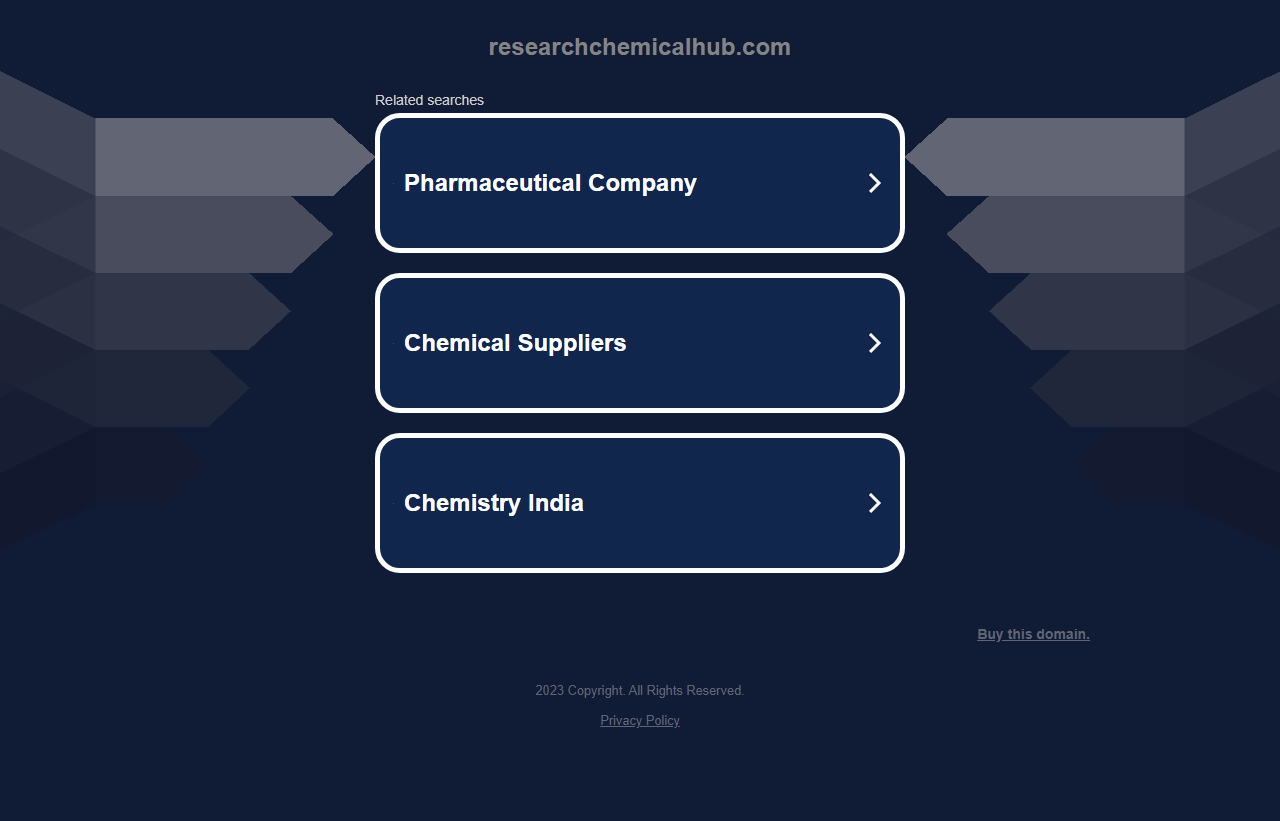 researchchemicalhub.com
Related searches
Pharmaceutical Company
Chemical Suppliers
Chemistry India
Buy this domain.
2023 Copyright. All Rights Reserved.
Privacy Policy